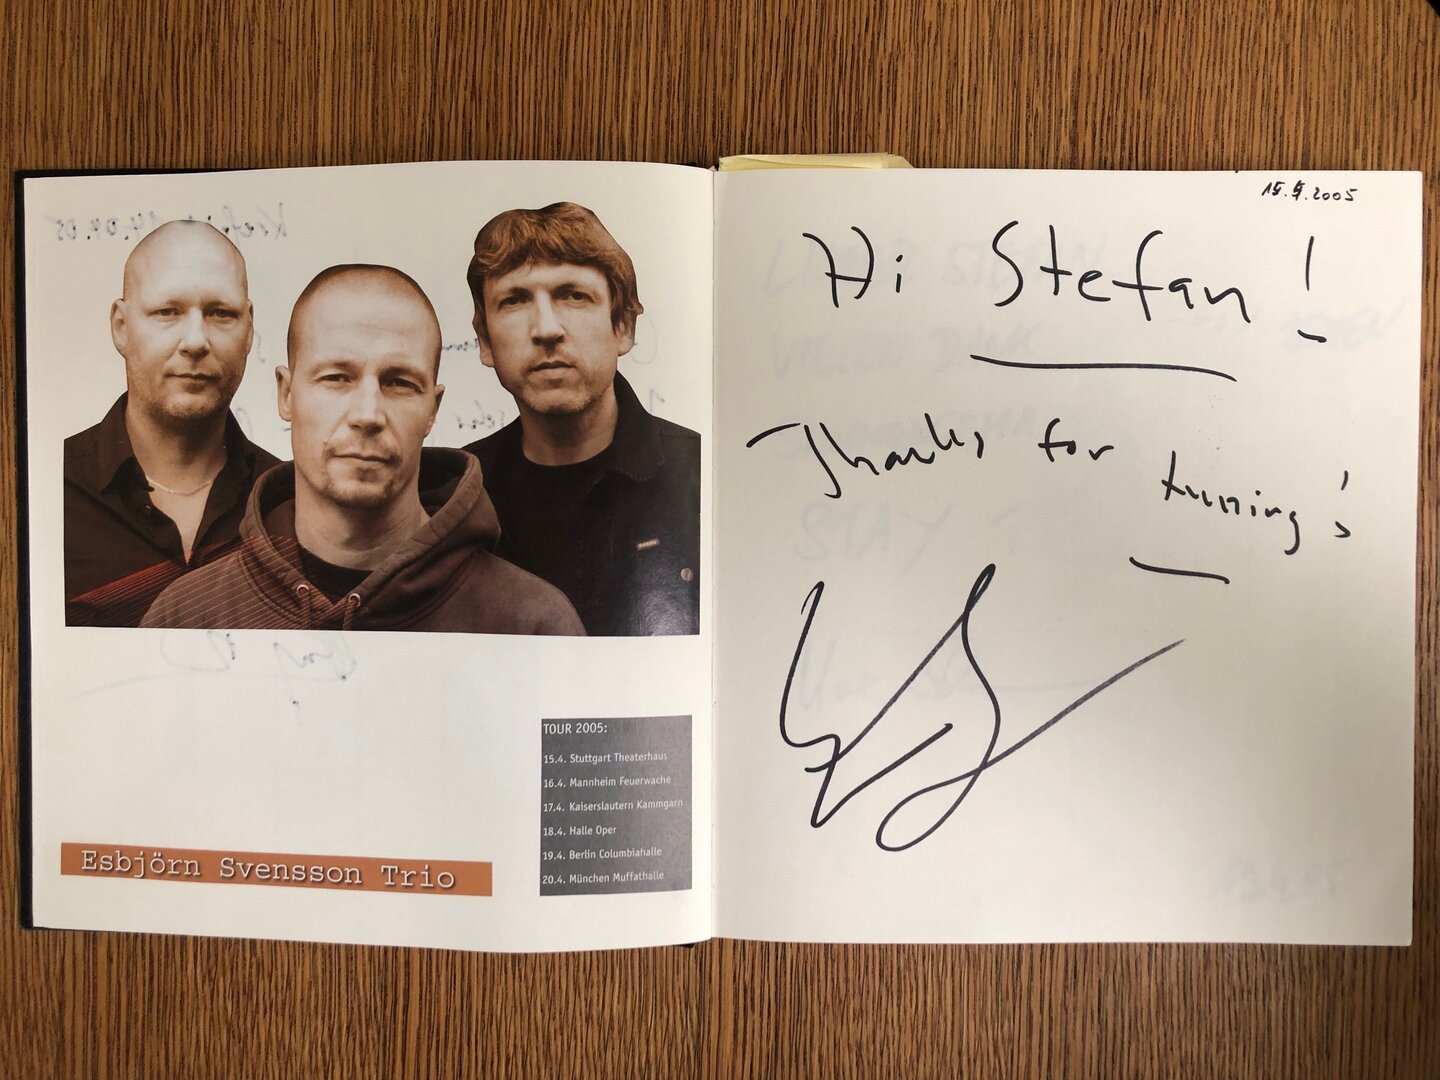 Esbjörn Svensson Trio
TOUR 2005:
15.4. Stuttgart Theaterhaus
16.4. Mannheim Feuerwache
17.4. Kaiserslautern Kammgarn
18.4. Halle Oper
19.4. Berlin Columbiahalle
20.4. München Muffathalle
15.4.2005
Hi Stefan!
Thanks for tuning!